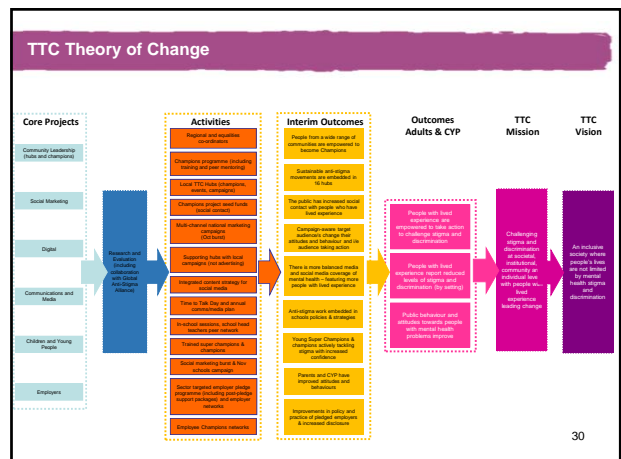 TTC Theory of Change
Core Projects
Community Leadership
(hubs and champions)
Social Marketing
Digital
Communications and
Media
Children and Young
People
Employers
Research and
Evaluation
(including
collaboration
with Global
Anti-Stigma
Alliance)
Activities
Regional and equalities
co-ordinators
Champions programme (including
training and peer mentoring)
Local TTC Hubs (champions,
events, campaigns)
Champions project seed funds
(social contact)
Multi-channel national marketing
campaigns
(Oct burst)
Supporting hubs with local
campaigns (not advertising)
Integrated content strategy for
social media
Time to Talk Day and annual
comms/media plan
In-school sessions, school head
teachers peer network
Trained super champions &
champions
Social marketing burst & Nov
schools campaign
Sector targeted employer pledge
programme (including post-pledge
support packages) and employer
networks
Employee Champions networks
Interim Outcomes
People from a wide range of
communities are empowered to
become Champions
Sustainable anti-stigma
movements are embedded in
16 hubs
The public has increased social
contact with people who have
lived experience
Campaign-aware target
audience's change their
attitudes and behaviour and
audience taking action
There is more balanced media
and social media coverage of
mental health – featuring more
people with lived experience
Anti-stigma work embedded in
schools policies & strategies
Young Super Champions &
champions actively tackling
stigma with increased
confidence
Parents and CYP have
improved attitudes and
behaviours
Improvements in policy and
practice of pledged employers
& increased disclosure
Outcomes
Adults & CYP
People with lived
experience are
empowered to take action
to challenge stigma and
discrimination
People with lived
experience report reduced
levels of stigma and
discrimination (by setting)
Public behaviour and
attitudes towards people
with mental health
problems improve
TTC
Mission
Challenging
stigma and
discrimination
at societal,
institutional,
community
individual
with people
lived
experience
leading change
TTC
Vision
An inclusive
society where
people's lives
are not limited by
mental health
stigma and
discrimination
30